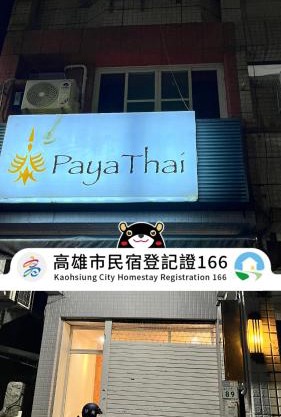 PayaThai
高雄市民宿登記證166
Kaohsiung City Homestay Registration 166
89